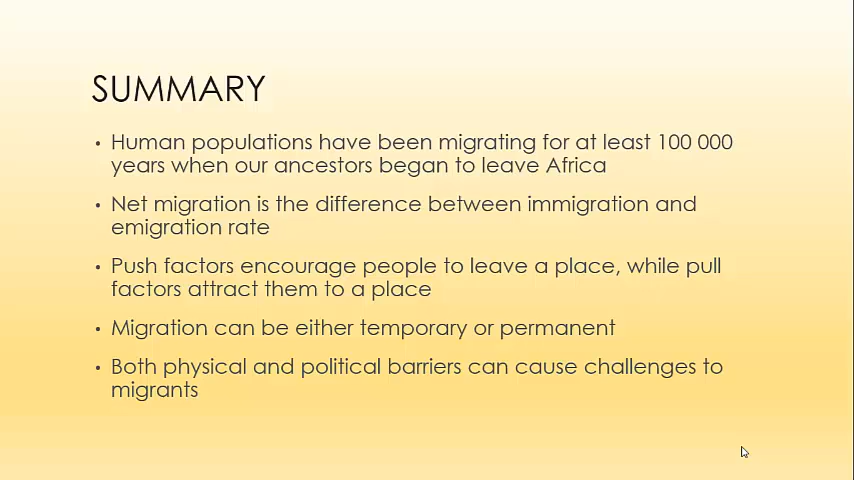 SUMMARY
• Human populations have been migrating for at least 100 000
years when our ancestors began to leave Africa
• Net migration is the difference between immigration and
emigration rate
• Push factors encourage people to leave a place, while pull
factors attract them to a place
• Migration can be either temporary or permanent
• Both physical and political barriers can cause challenges to
migrants